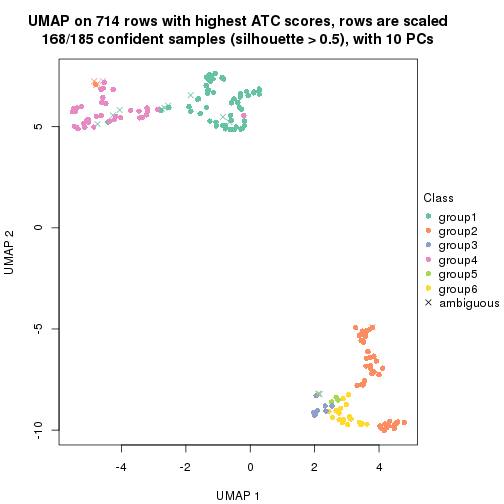 UMAP on 714 rows with highest ATC scores, rows are scaled
168/185 confident samples (silhouette > 0.5), with 10 PCs
5
0
-5
-10
UMAP 2
-4
-2
0
2
4
UMAP 1
Class
group1
group2
group3
group4
group5
group6
ambiguous